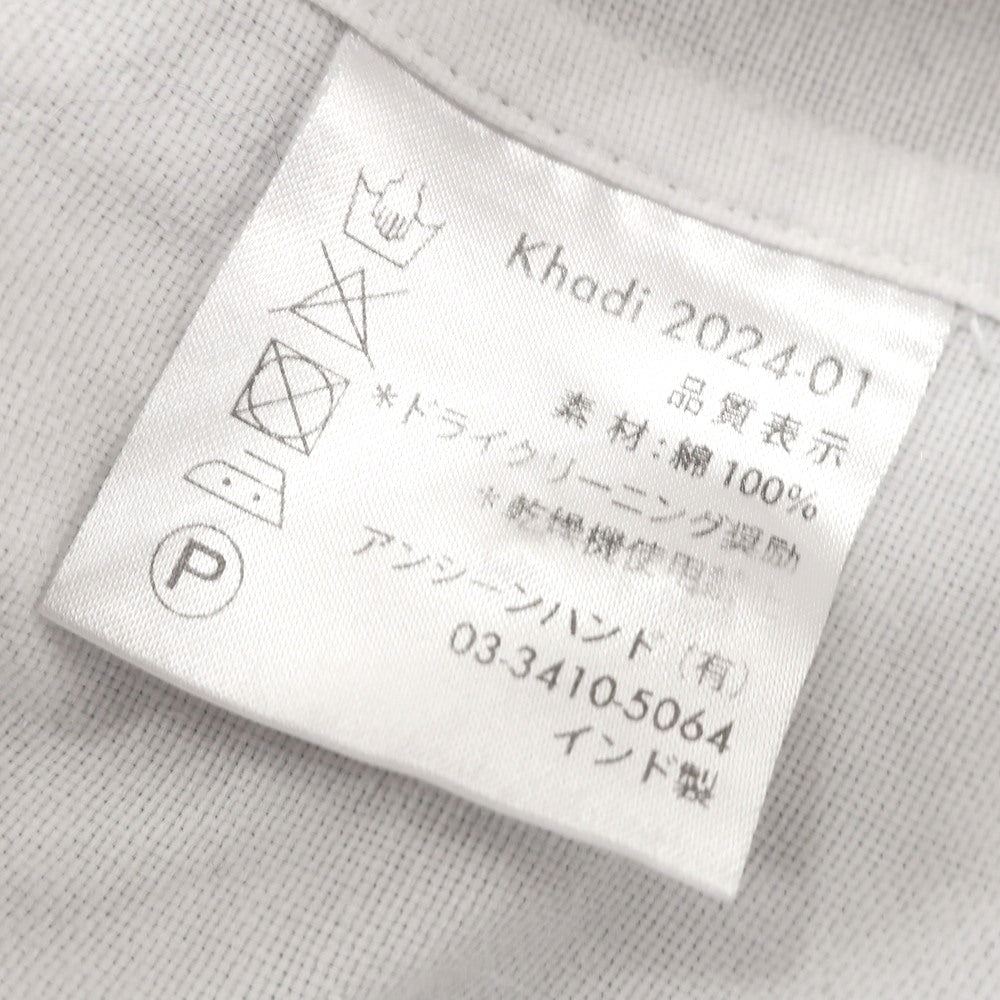 Khadi 2024-01
品質表示
素材:綿100%
*ドライクリーニング奨励
*乾燥機使用
アンシーンハンド(有)
03-3410-5064
インド製
P